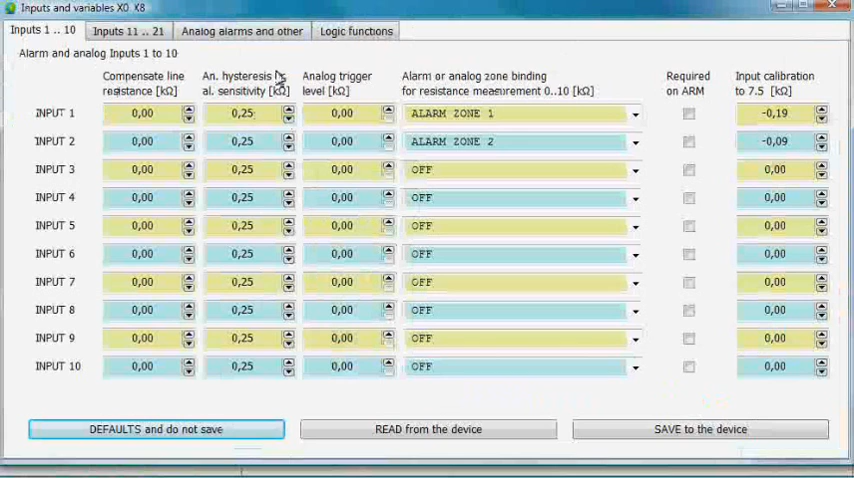 Inputs and variables X0 K8
Inputs 1 .. 10 Inputs 11 .. 21 Analog alarms and other Logic functions
Alarm and analog Inputs 1 to 10
Compensate line An. hysteresis Analog trigger Alarm or analog zone binding Required Input calibration
resistance [kΩ] al. sensitivity [kΩ] level [kΩ] for resistance measurement 0..10 [kΩ] on ARM to 7.5 [kΩ]
INPUT 1 0,00 0,25 0,00 ALARM ZONE 1 -0,19
INPUT 2 0,00 0,25 0,00 ALARM ZONE 2 -0,09
INPUT 3 0,00 0,25 0,00 OFF 0,00
INPUT 4 0,00 0,25 0,00 OFF 0,00
INPUT 5 0,00 0,25 0,00 OFF 0,00
INPUT 6 0,00 0,25 0,00 OFF 0,00
INPUT 7 0,00 0,25 0,00 OFF 0,00
INPUT 8 0,00 0,25 0,00 OFF 0,00
INPUT 9 0,00 0,25 0,00 OFF 0,00
INPUT 10 0,00 0,25 0,00 OFF 0,00
DEFAULTS and do not save READ from the device SAVE to the device